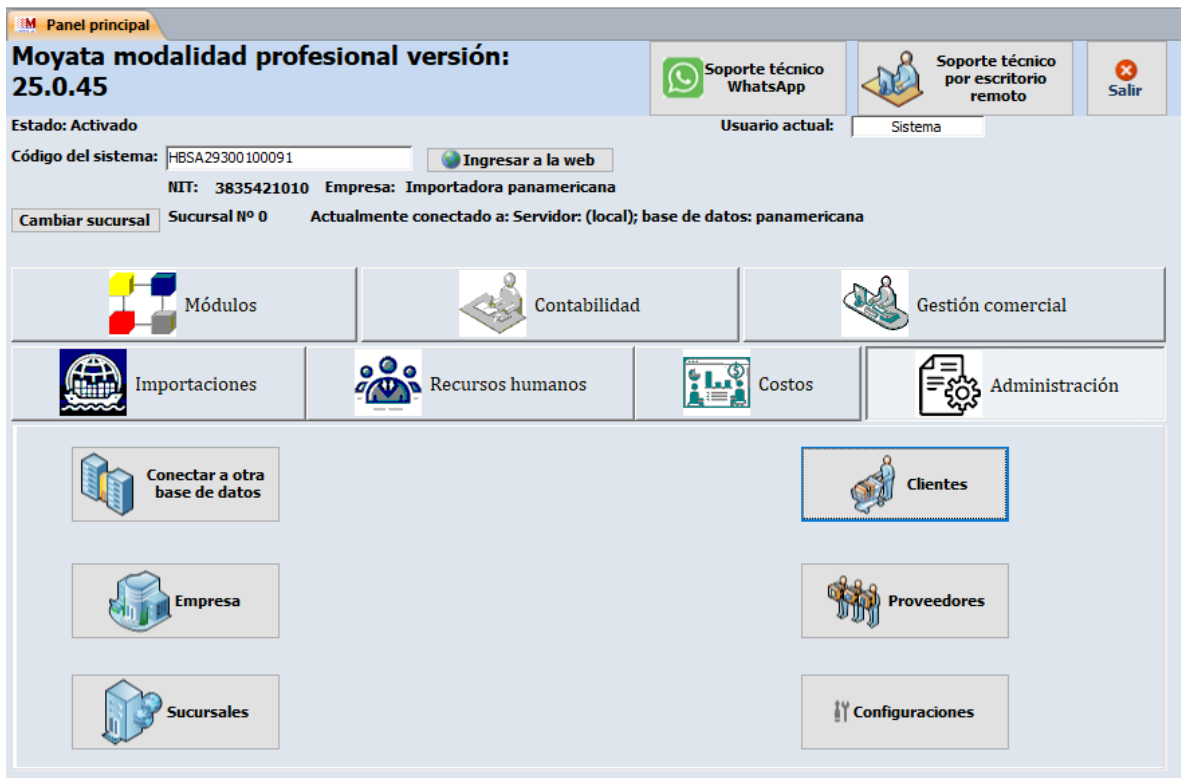 Panel principal
Moyata modalidad profesional versión:
25.0.45
Soporte técnico
WhatsApp
Soporte técnico
por escritorio
remoto
Salir
Estado: Activado
Usuario actual: Sistema
Código del sistema: HBSA29300100091 Ingresar a la web
NIT: 3835421010 Empresa: Importadora panamericana
Cambiar sucursal Sucursal Nº 0 Actualmente conectado a: Servidor: (local); base de datos: panamericana
Módulos Contabilidad Gestión comercial
Importaciones Recursos humanos Costos Administración
Conectar a otra
base de datos
Clientes
Empresa Proveedores
Sucursales Configuraciones